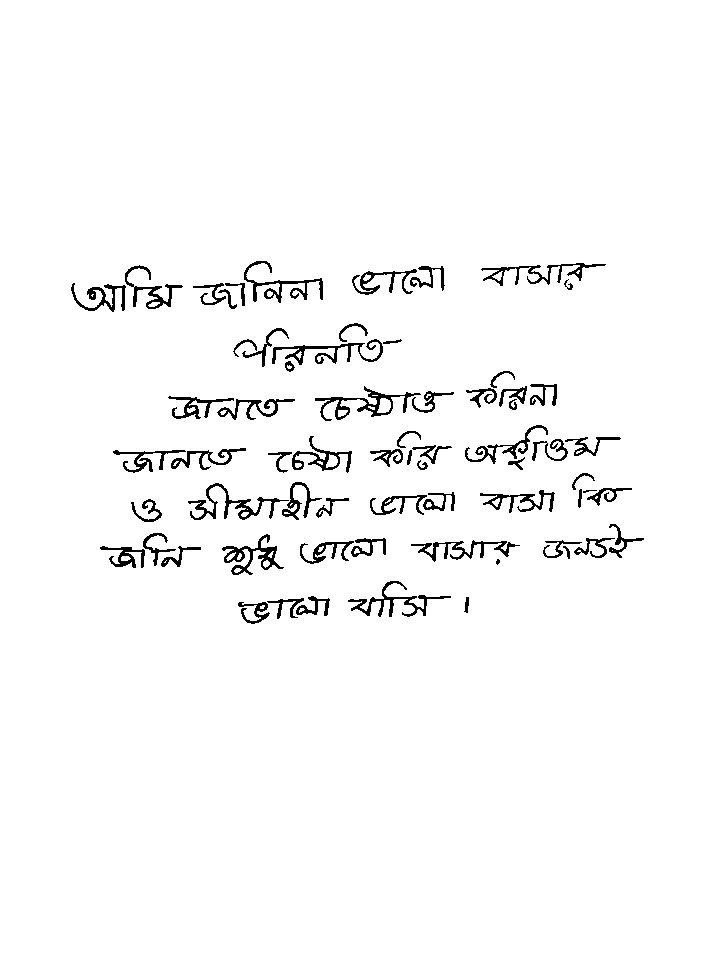 আমি জানিনা ভালো বাসার
পরিনতি
জানতে চেষ্টাও করিনা
জানতে চেষ্টা করি অকৃত্তিম
ও সীমাহীন ভালো বাসা কি
জানি শুধু ভালো বাসার জন্যই
ভালো বাসি।